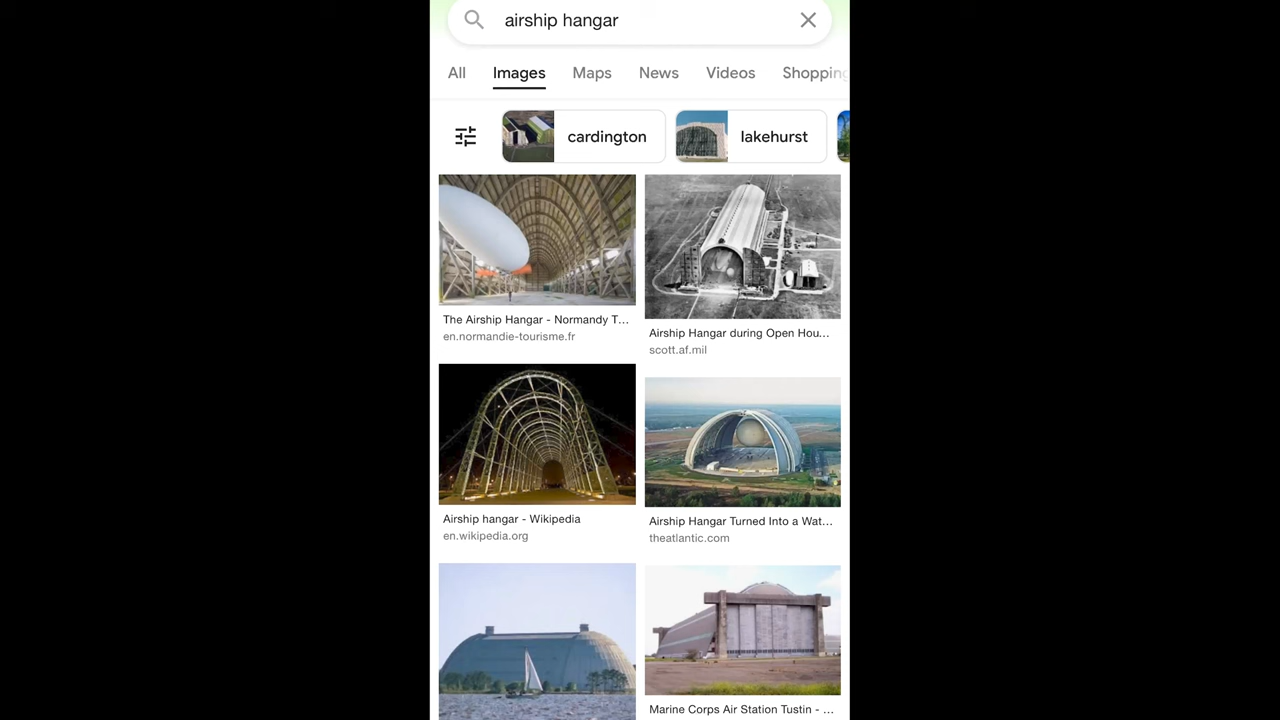 airship hangar
All Images Maps News Videos Shopping
cardington lakehurst
The Airship Hangar - Normandy T...
en.normandie-tourisme.fr
Airship Hangar during Open Hou...
scott.af.mil
Airship hangar - Wikipedia
en.wikipedia.org
Airship Hangar Turned Into a Wat...
theatlantic.com
Marine Corps Air Station Tustin - ...